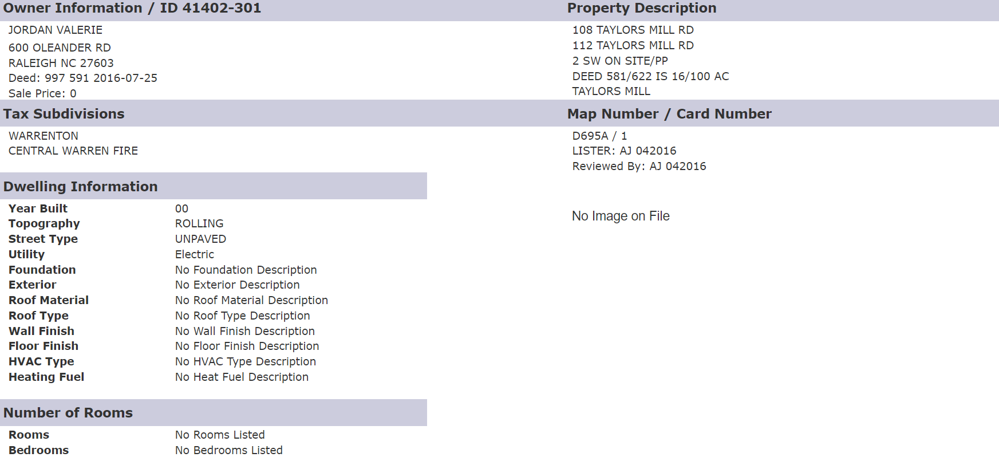 Owner Information / ID 41402-301
JORDAN VALERIE
600 OLEANDER RD
RALEIGH NC 27603
Deed: 997 591 2016-07-25
Sale Price: 0
Property Description
108 TAYLORS MILL RD
112 TAYLORS MILL RD
2 SW ON SITE/PP
DEED 581/622 IS 16/100 AC
TAYLORS MILL
Tax Subdivisions
WARRENTON
CENTRAL WARREN FIRE
Map Number / Card Number
D695A / 1
LISTER: AJ 042016
Reviewed By: AJ 042016
No Image on File
Dwelling Information
Year Built 00
Topography ROLLING
Street Type UNPAVED
Utility Electric
Foundation No Foundation Description
Exterior No Exterior Description
Roof Material No Roof Material Description
Roof Type No Roof Type Description
Wall Finish No Wall Finish Description
Floor Finish No Floor Finish Description
HVAC Type No HVAC Type Description
Heating Fuel No Heat Fuel Description
Number of Rooms
Rooms No Rooms Listed
Bedrooms No Bedrooms Listed